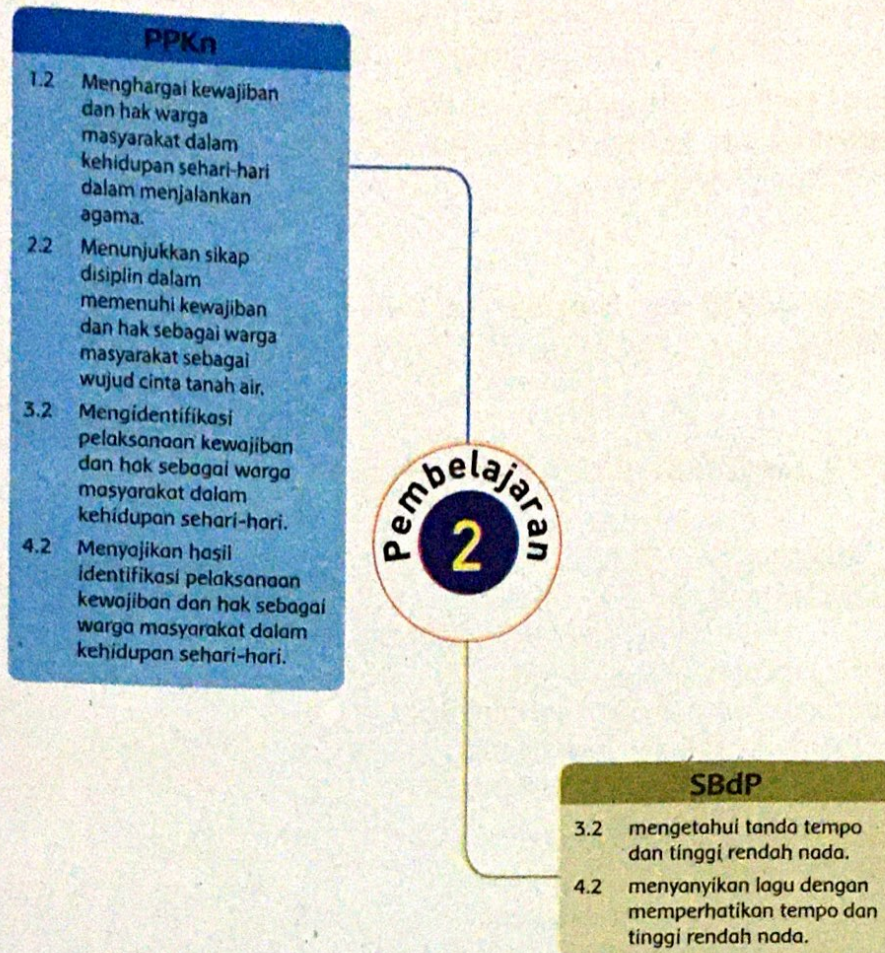 PPKn
1.2 Menghargai kewajiban
dan hak warga
masyarakat dalam
kehidupan sehari-hari
dalam menjalankan
agama.
2.2 Menunjukkan sikap
disiplin dalam
memenuhi kewajiban
dan hak sebagai warga
masyarakat sebagai
wujud cinta tanah air.
3.2 Mengidentifikasi
pelaksanaan kewajiban
dan hak sebagai warga
masyarakat dalam
kehidupan sehari-hari.
4.2 Menyajikan hasil
identifikasi pelaksanaan
kewajiban dan hak sebagai
warga masyarakat dalam
kehidupan sehari-hari.
Pembelajaran
2
SBdP
3.2 mengetahui tanda tempo
dan tinggi rendah nada.
4.2 menyanyikan lagu dengan
memperhatikan tempo dan
tinggi rendah nada.